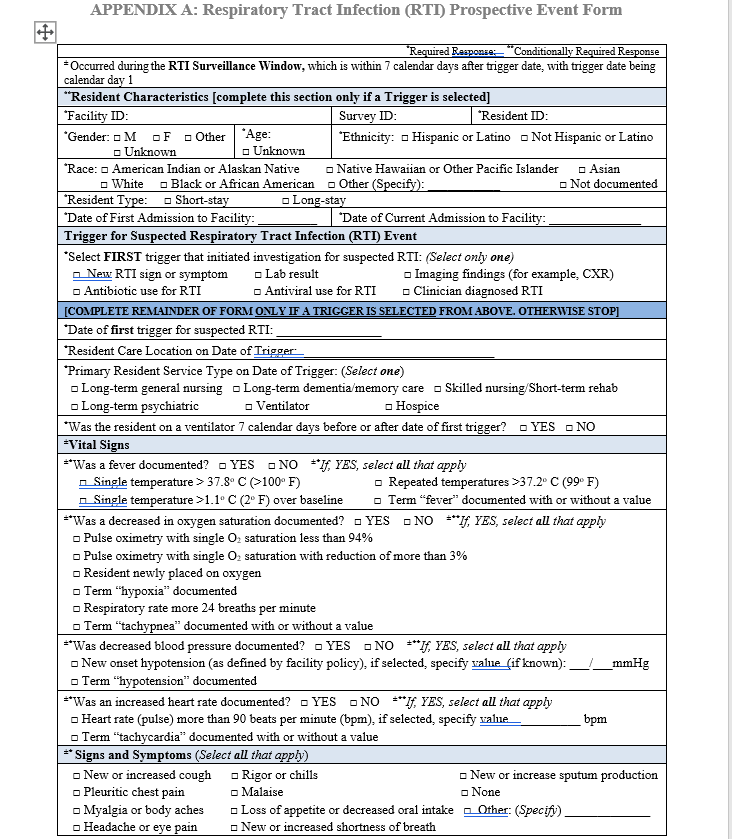 APPENDIX A: Respiratory Tract Infection (RTI) Prospective Event Form
*Required Response; **Conditionally Required Response
±Occurred during the RTI Surveillance Window, which is within 7 calendar days after trigger date, with trigger date being
calendar day 1
**Resident Characteristics [complete this section only if a Trigger is selected]
*Facility ID: Survey ID: *Resident ID:
*Gender: □ M □ F □ Other *Age: *Ethnicity: □ Hispanic or Latino □ Not Hispanic or Latino
□ Unknown □ Unknown
*Race: □ American Indian or Alaskan Native □ Native Hawaiian or Other Pacific Islander □ Asian
□ White □ Black or African American □ Other (Specify): ____________ □ Not documented
*Resident Type: □ Short-stay □ Long-stay
*Date of First Admission to Facility: __________ *Date of Current Admission to Facility: _______________
Trigger for Suspected Respiratory Tract Infection (RTI) Event
*Select FIRST trigger that initiated investigation for suspected RTI: (Select only one)
□ New RTI sign or symptom □ Lab result □ Imaging findings (for example, CXR)
□ Antibiotic use for RTI □ Antiviral use for RTI □ Clinician diagnosed RTI
[COMPLETE REMAINDER OF FORM ONLY IF A TRIGGER IS SELECTED FROM ABOVE. OTHERWISE STOP]
*Date of first trigger for suspected RTI: _________________
*Resident Care Location on Date of Trigger: _______________________________
*Primary Resident Service Type on Date of Trigger: (Select one)
□ Long-term general nursing □ Long-term dementia/memory care □ Skilled nursing/Short-term rehab
□ Long-term psychiatric □ Ventilator □ Hospice
*Was the resident on a ventilator 7 calendar days before or after date of first trigger? □ YES □ NO
±Vital Signs
±*Was a fever documented? □ YES □ NO ±*If, YES, select all that apply
□ Single temperature > 37.8° C (>100° F) □ Repeated temperatures >37.2° C (99° F)
□ Single temperature >1.1° C (2° F) over baseline □ Term “fever” documented with or without a value
±*Was a decreased in oxygen saturation documented? □ YES □ NO ±**If, YES, select all that apply
□ Pulse oximetry with single O₂ saturation less than 94%
□ Pulse oximetry with single O₂ saturation with reduction of more than 3%
□ Resident newly placed on oxygen
□ Term “hypoxia” documented
□ Respiratory rate more 24 breaths per minute
□ Term “tachypnea” documented with or without a value
±*Was decreased blood pressure documented? □ YES □ NO ±**If, YES, select all that apply
□ New onset hypotension (as defined by facility policy), if selected, specify value (if known): ___/___mmHg
□ Term “hypotension” documented
±*Was an increased heart rate documented? □ YES □ NO ±**If, YES, select all that apply
□ Heart rate (pulse) more than 90 beats per minute (bpm), if selected, specify value___________ bpm
□ Term “tachycardia” documented with or without a value
±* Signs and Symptoms (Select all that apply)
□ New or increased cough □ Rigor or chills □ New or increase sputum production
□ Pleuritic chest pain □ Malaise □ None
□ Myalgia or body aches □ Loss of appetite or decreased oral intake □ Other: (Specify) ______________
□ Headache or eye pain □ New or increased shortness of breath